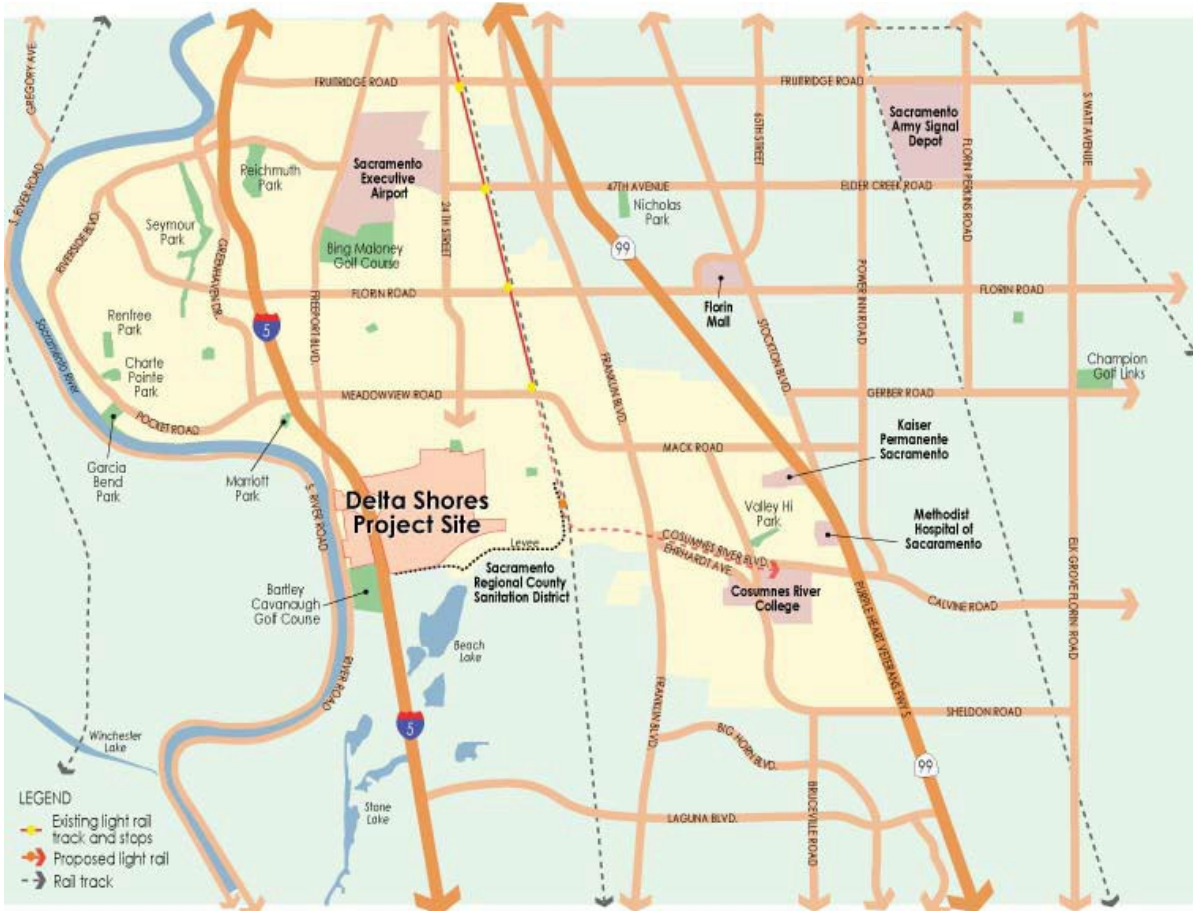 GREGORY AVE.
FRUITRIDGE ROAD
FRUITRIDGE ROAD
S. RIVER ROAD
Reichmuth
Park
Sacramento
Executive
Airport
65TH STREET
Sacramento
Army Signal
Depot
S WATT AVENUE
FLORIN PERKINS ROAD
47TH AVENUE
ELDER CREEK ROAD
Nicholas
Park
RIVERSIDE BLVD.
Seymour
Park
24 TH STREET
GREENHAVEN DR.
Bing Maloney
Golf Course
99
POWER INN ROAD
Florin
Mall
FLORIN ROAD
FLORIN ROAD
FREEPORT BLVD.
STOCKTON BLVD.
5
Sacramento River
Renfree
Park
Charte
Pointe
Park
FRANKLIN BLVD.
Champion
Golf Links
MEADOWVIEW ROAD
GERBER ROAD
POCKET ROAD
Kaiser
Permanente
Sacramento
MACK ROAD
Garcia
Bend
Park
Marriott
Park
S. RIVER ROAD
Delta Shores
Project Site
Valley Hi
Park
Methodist
Hospital of
Sacaramento
Levee
COSUMNES RIVER BLVD.
EHRHARDT AVE.
Sacramento
Regional County
Sanitation District
Cosumnes River
College
ELK GROVE FLORIN ROAD
Bartley
Cavanaugh
Golf Course
CALVINE ROAD
PURPLE HEART VETERANS FWY S.
Beach
Lake
RIVER ROAD
FRANKLIN BLVD.
SHELDON ROAD
5
BIG HORN BLVD.
Winchester
Lake
99
BRUCEVILLE ROAD
Stone
Lake
LAGUNA BLVD.
LEGEND
Existing light rail
track and stops
Proposed light rail
Rail track